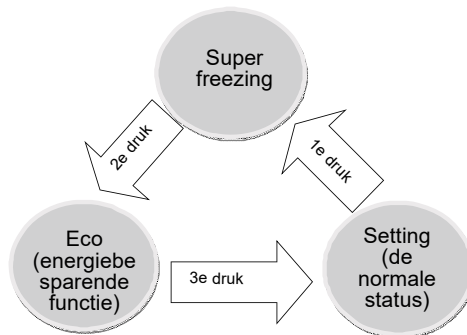 Super
freezing
2e druk
1e druk
Eco
(energiebe
sparende
functie)
3e druk
Setting
(de
normale
status)